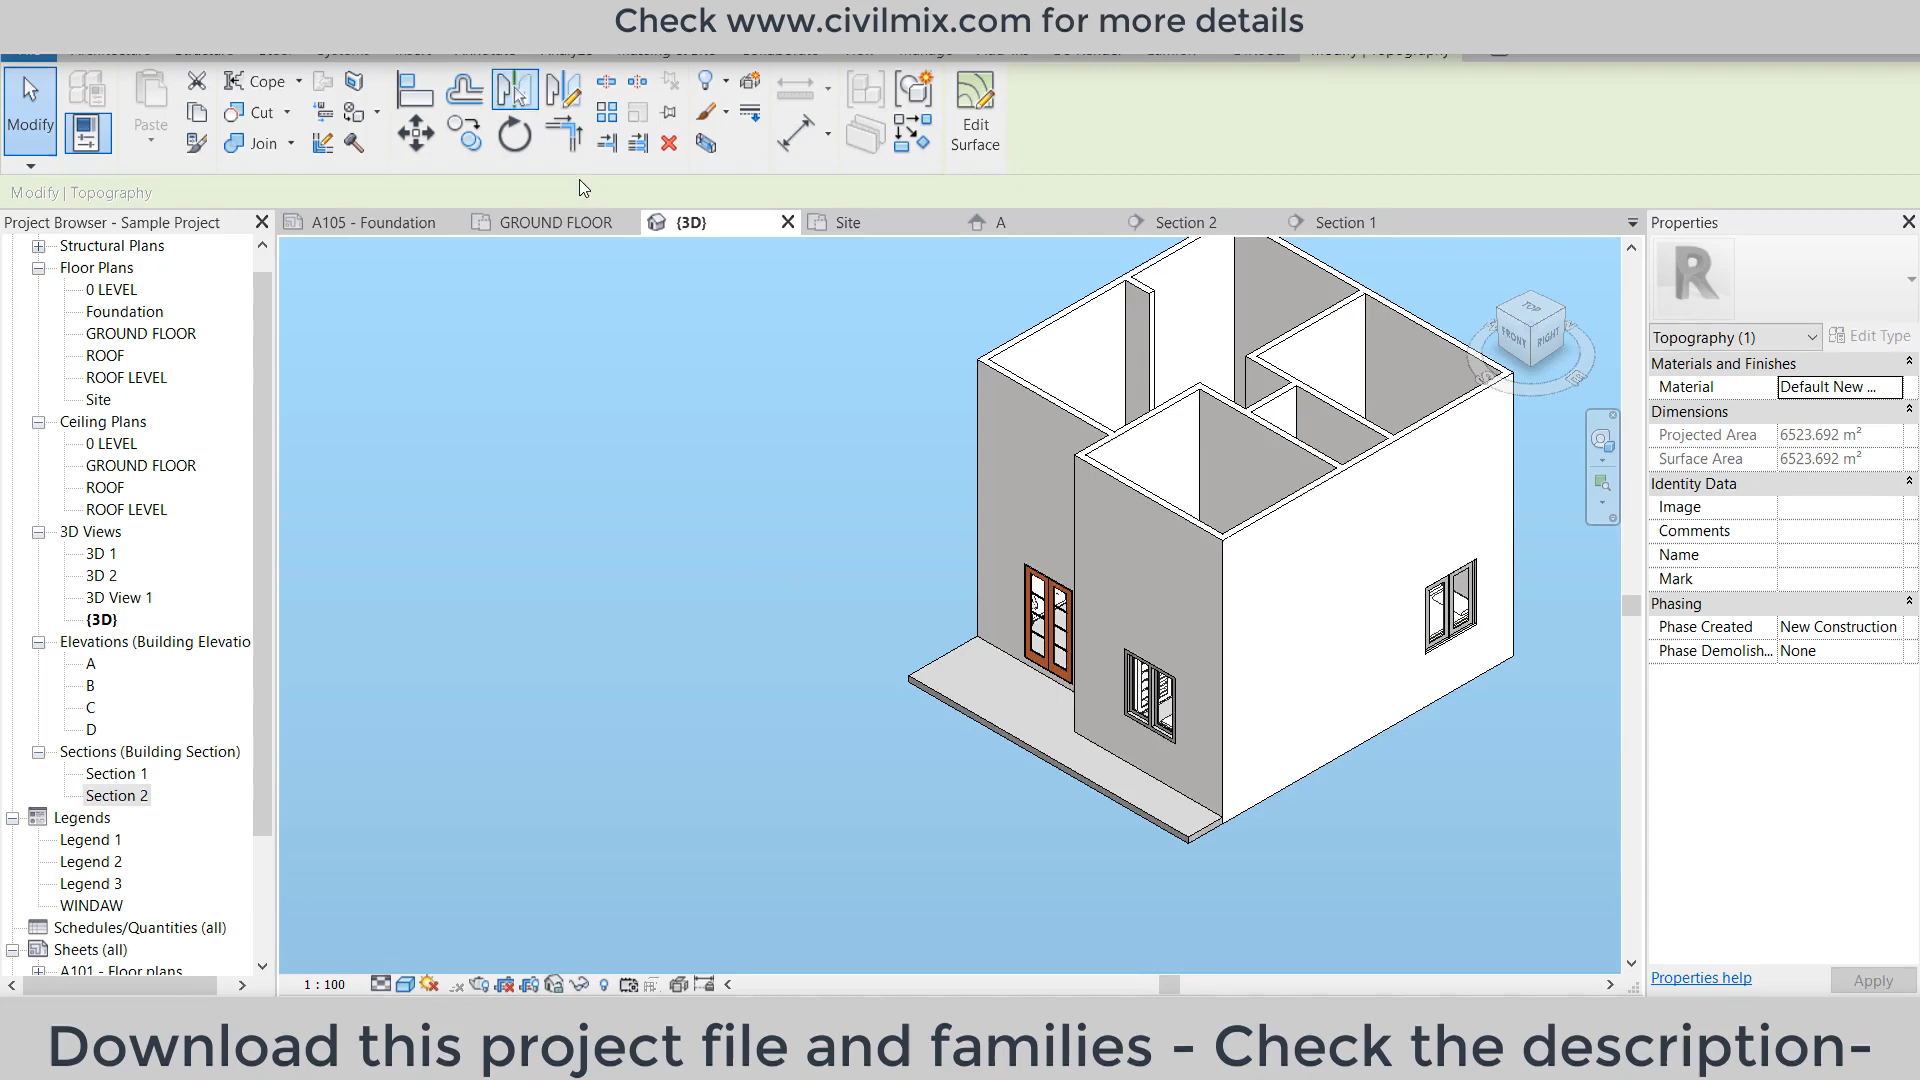 Check www.civilmix.com for more details
Modify
Paste
Cope
Cut
Join
Edit
Surface
Modify | Topography
Project Browser - Sample Project
A105 - Foundation
GROUND FLOOR
{3D}
Site
A
Section 2
Section 1
Properties
Structural Plans
Floor Plans
0 LEVEL
Foundation
GROUND FLOOR
ROOF
ROOF LEVEL
Site
Ceiling Plans
0 LEVEL
GROUND FLOOR
ROOF
ROOF LEVEL
3D Views
3D 1
3D 2
3D View 1
{3D}
Elevations (Building Elevatio
A
B
C
D
Sections (Building Section)
Section 1
Section 2
Legends
Legend 1
Legend 2
Legend 3
WINDAW
Schedules/Quantities (all)
Sheets (all)
A101 - Floor plans
TOP
FRONT
RIGHT
R
Topography (1)
Edit Type
Materials and Finishes
Material Default New ...
Dimensions
Projected Area 6523.692 m²
Surface Area 6523.692 m²
Identity Data
Image
Comments
Name
Mark
Phasing
Phase Created New Construction
Phase Demolish... None
Properties help
Apply
1 : 100
Download this project file and families - Check the description-